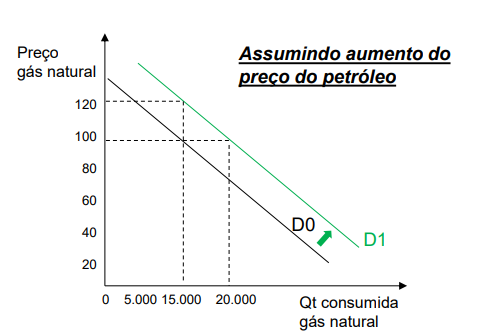 Preço
gás natural
Assumindo aumento do
preço do petróleo
120
100
80
60
40
20
D0
D1
0 5.000 15.000 20.000
Qt consumida
gás natural